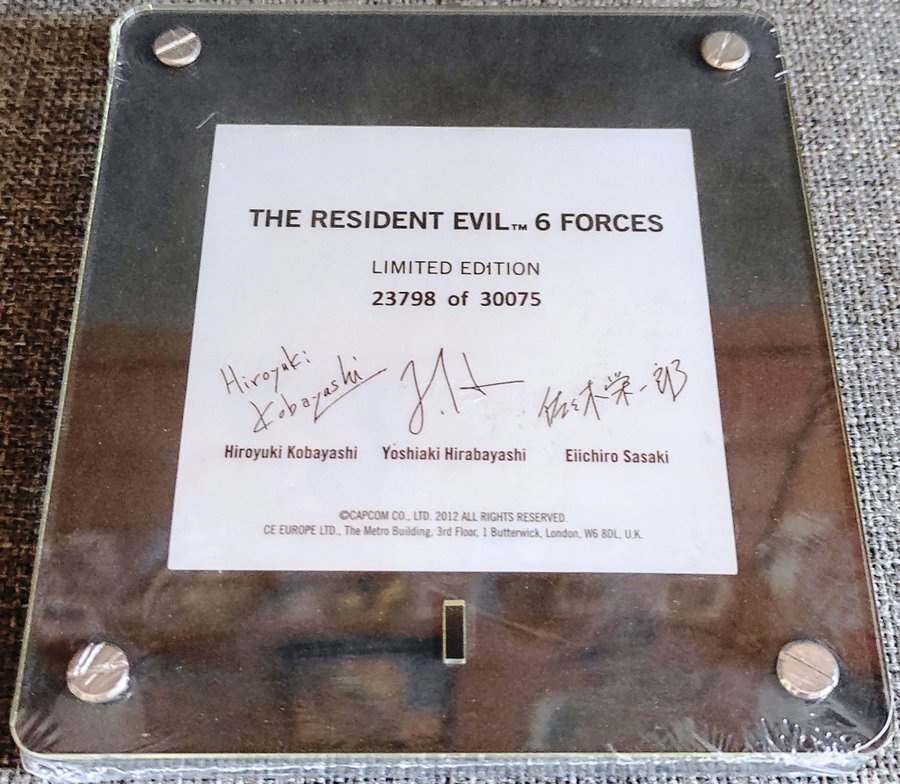 THE RESIDENT EVIL™ 6 FORCES
LIMITED EDITION
23798 of 30075
Hiroyuki
Kobayashi
佐々木栄一郎
Hiroyuki Kobayashi Yoshiaki Hirabayashi Eiichiro Sasaki
©CAPCOM CO., LTD. 2012 ALL RIGHTS RESERVED.
CE EUROPE LTD., The Metro Building, 3rd Floor, 1 Butterwick, London, W6 8DL, U.K.